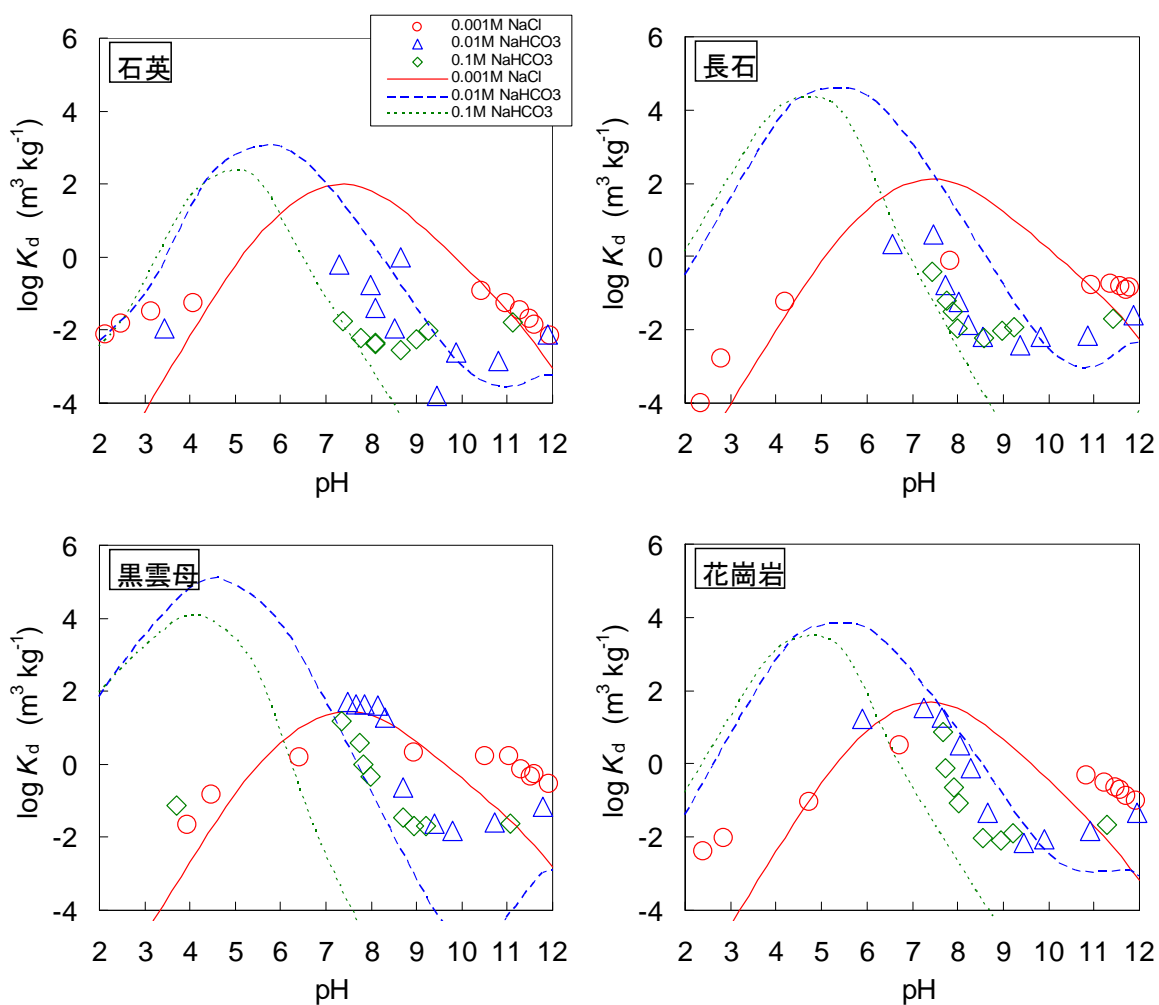 石英
0.001M NaCl
0.01M NaHCO3
0.1M NaHCO3
0.001M NaCl
0.01M NaHCO3
0.1M NaHCO3
6
4
2
0
-2
-4
log Kd (m3 kg-1)
2 3 4 5 6 7 8 9 10 11 12
pH
長石
6
4
2
0
-2
-4
log Kd (m3 kg-1)
2 3 4 5 6 7 8 9 10 11 12
pH
黒雲母
6
4
2
0
-2
-4
log Kd (m3 kg-1)
2 3 4 5 6 7 8 9 10 11 12
pH
花崗岩
6
4
2
0
-2
-4
log Kd (m3 kg-1)
2 3 4 5 6 7 8 9 10 11 12
pH